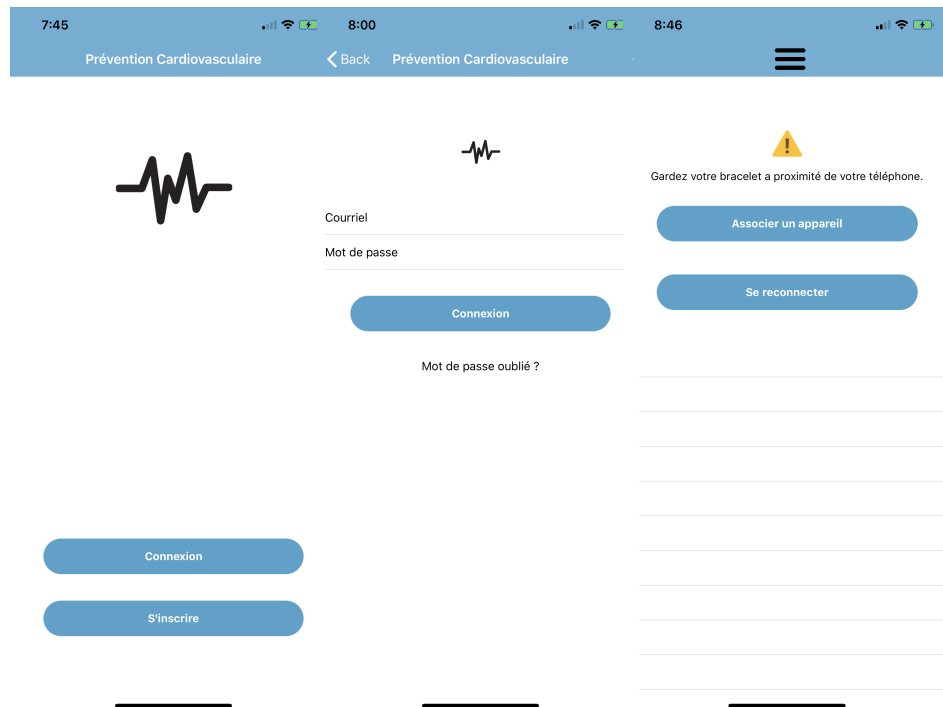 7:45
Prévention Cardiovasculaire
Connexion
S'inscrire
8:00
Back
Prévention Cardiovasculaire
Courriel
Mot de passe
Connexion
Mot de passe oublié ?
8:46
Gardez votre bracelet a proximité de votre téléphone.
Associer un appareil
Se reconnecter